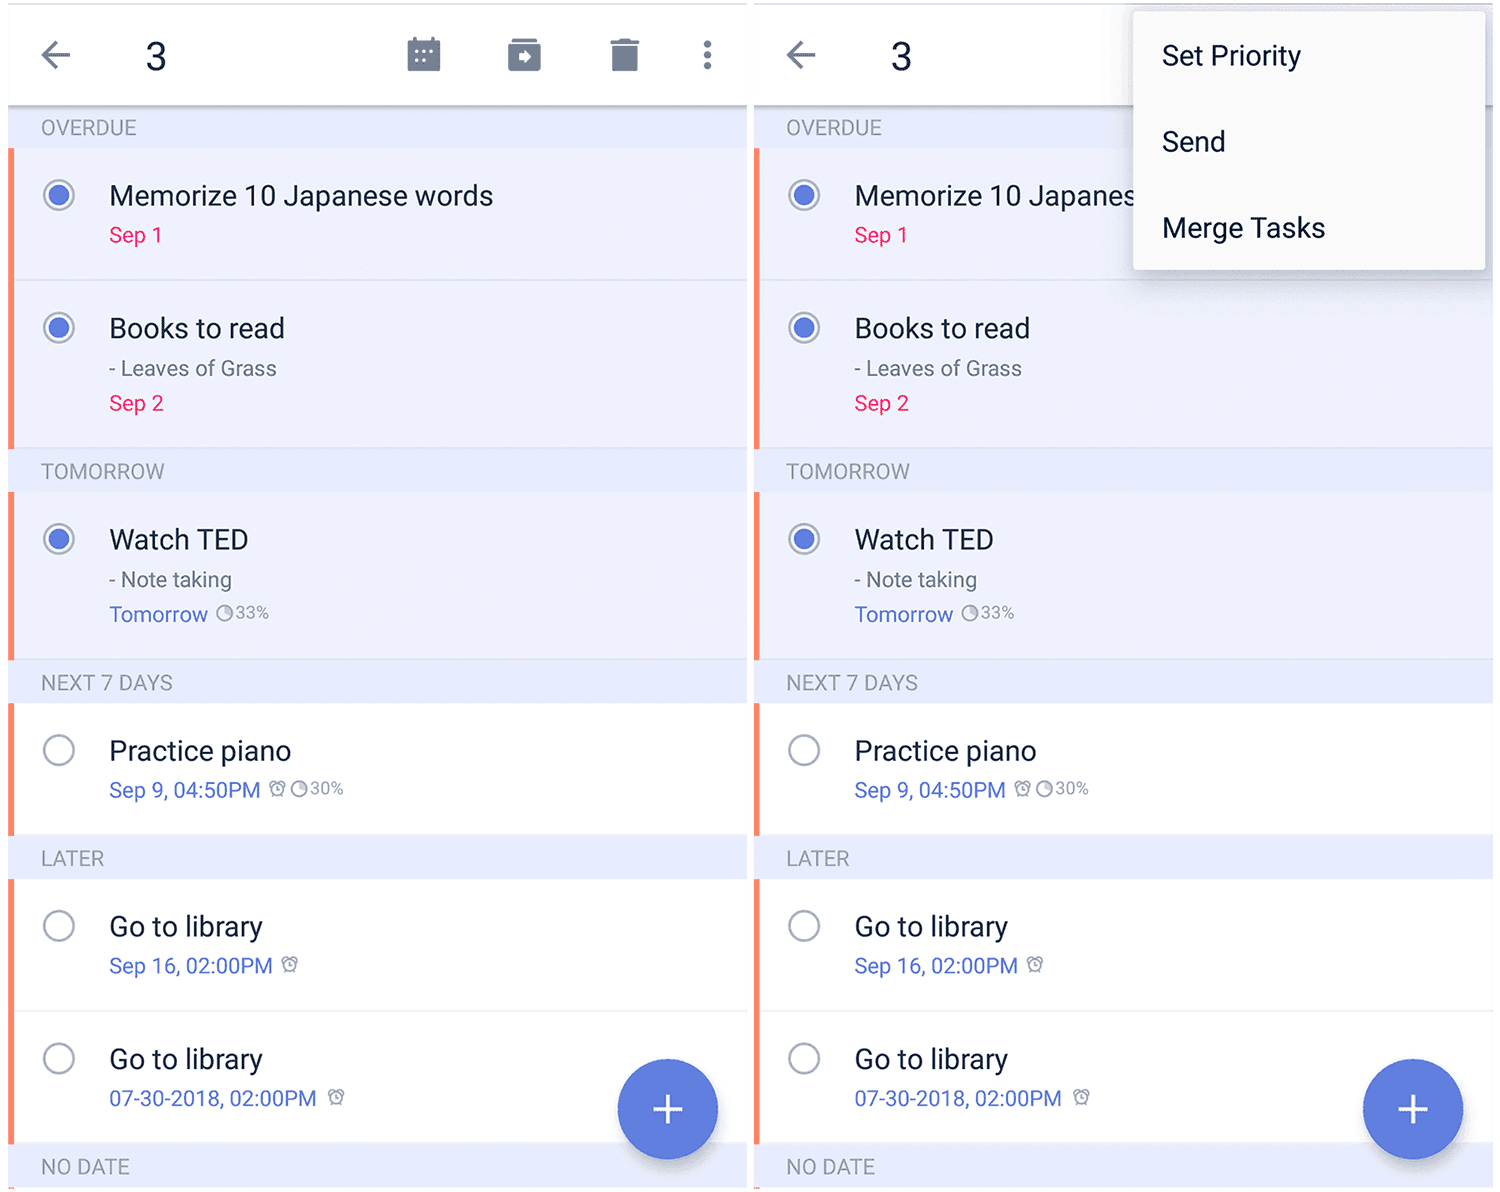 3
OVERDUE
Memorize 10 Japanese words
Sep 1
Books to read
- Leaves of Grass
Sep 2
TOMORROW
Watch TED
- Note taking
Tomorrow 33%
NEXT 7 DAYS
Practice piano
Sep 9, 04:50PM 30%
LATER
Go to library
Sep 16, 02:00PM
Go to library
07-30-2018, 02:00PM
NO DATE
3
Set Priority
Send
Merge Tasks
OVERDUE
Memorize 10 Japanes
Sep 1
Books to read
- Leaves of Grass
Sep 2
TOMORROW
Watch TED
- Note taking
Tomorrow 33%
NEXT 7 DAYS
Practice piano
Sep 9, 04:50PM 30%
LATER
Go to library
Sep 16, 02:00PM
Go to library
07-30-2018, 02:00PM
NO DATE